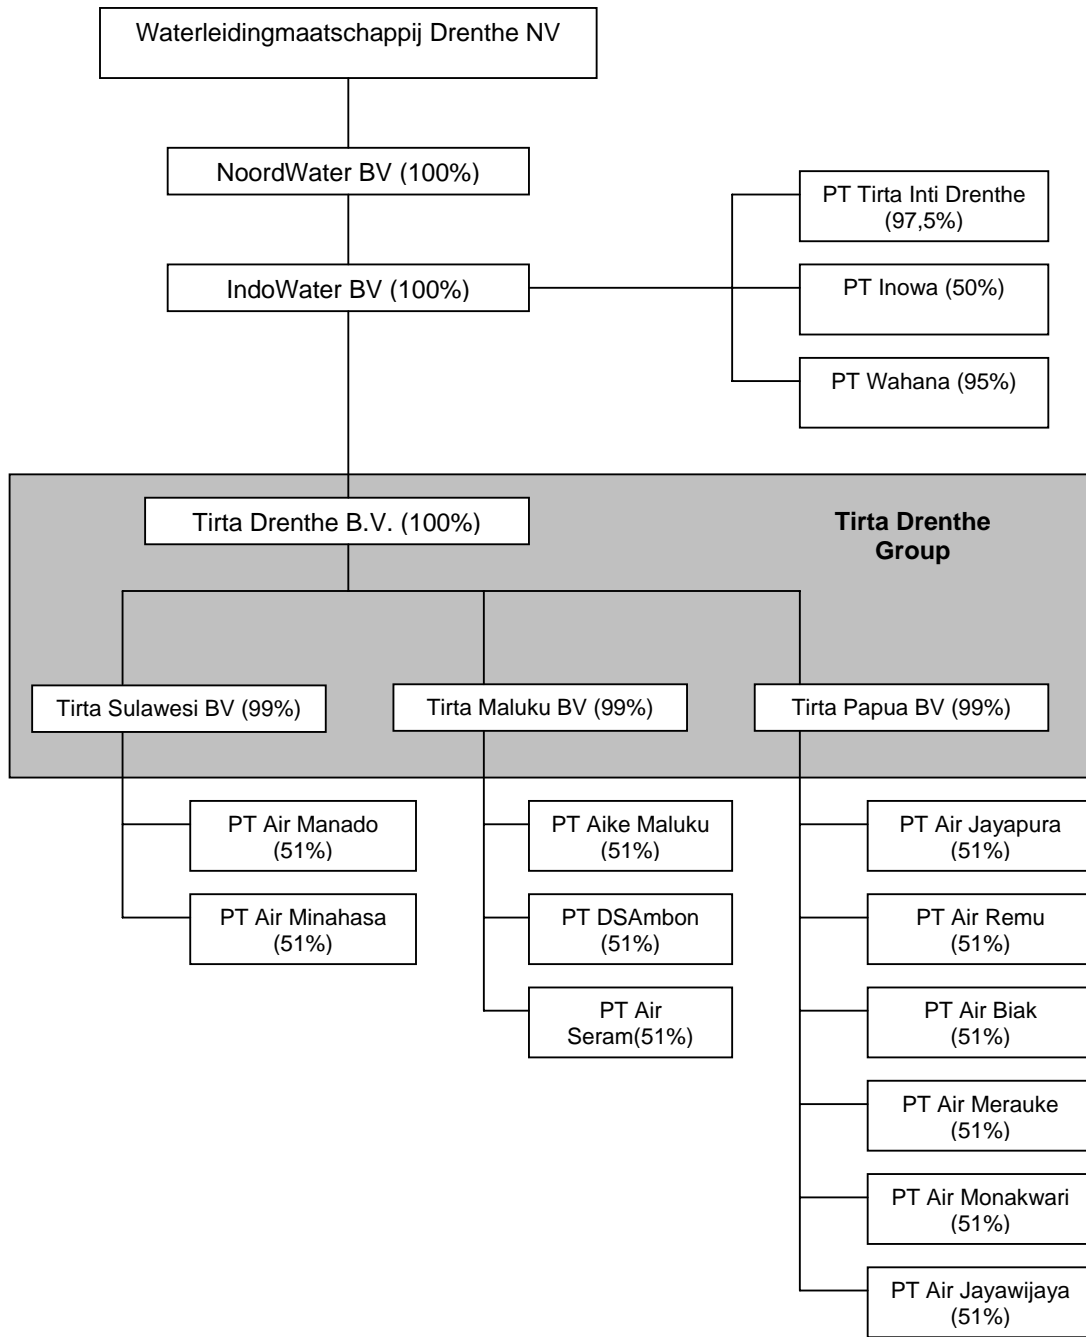 Waterleidingmaatschappij Drenthe NV
NoordWater BV (100%)
PT Tirta Inti Drenthe
(97,5%)
IndoWater BV (100%)
PT Inowa (50%)
PT Wahana (95%)
Tirta Drenthe B.V. (100%)
Tirta Drenthe
Group
Tirta Sulawesi BV (99%)
Tirta Maluku BV (99%)
Tirta Papua BV (99%)
PT Air Manado
(51%)
PT Aike Maluku
(51%)
PT Air Jayapura
(51%)
PT Air Minahasa
(51%)
PT DSAmbon
(51%)
PT Air Remu
(51%)
PT Air
Seram(51%)
PT Air Biak
(51%)
PT Air Merauke
(51%)
PT Air Monakwari
(51%)
PT Air Jayawijaya
(51%)